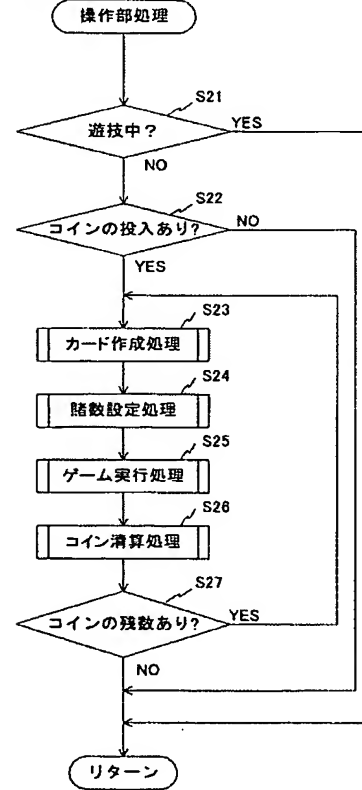 操作部処理
S21
遊技中？
YES
NO
S22
コインの投入あり？
NO
YES
S23
カード作成処理
S24
賭数設定処理
S25
ゲーム実行処理
S26
コイン清算処理
S27
コインの残数あり？
YES
NO
リターン